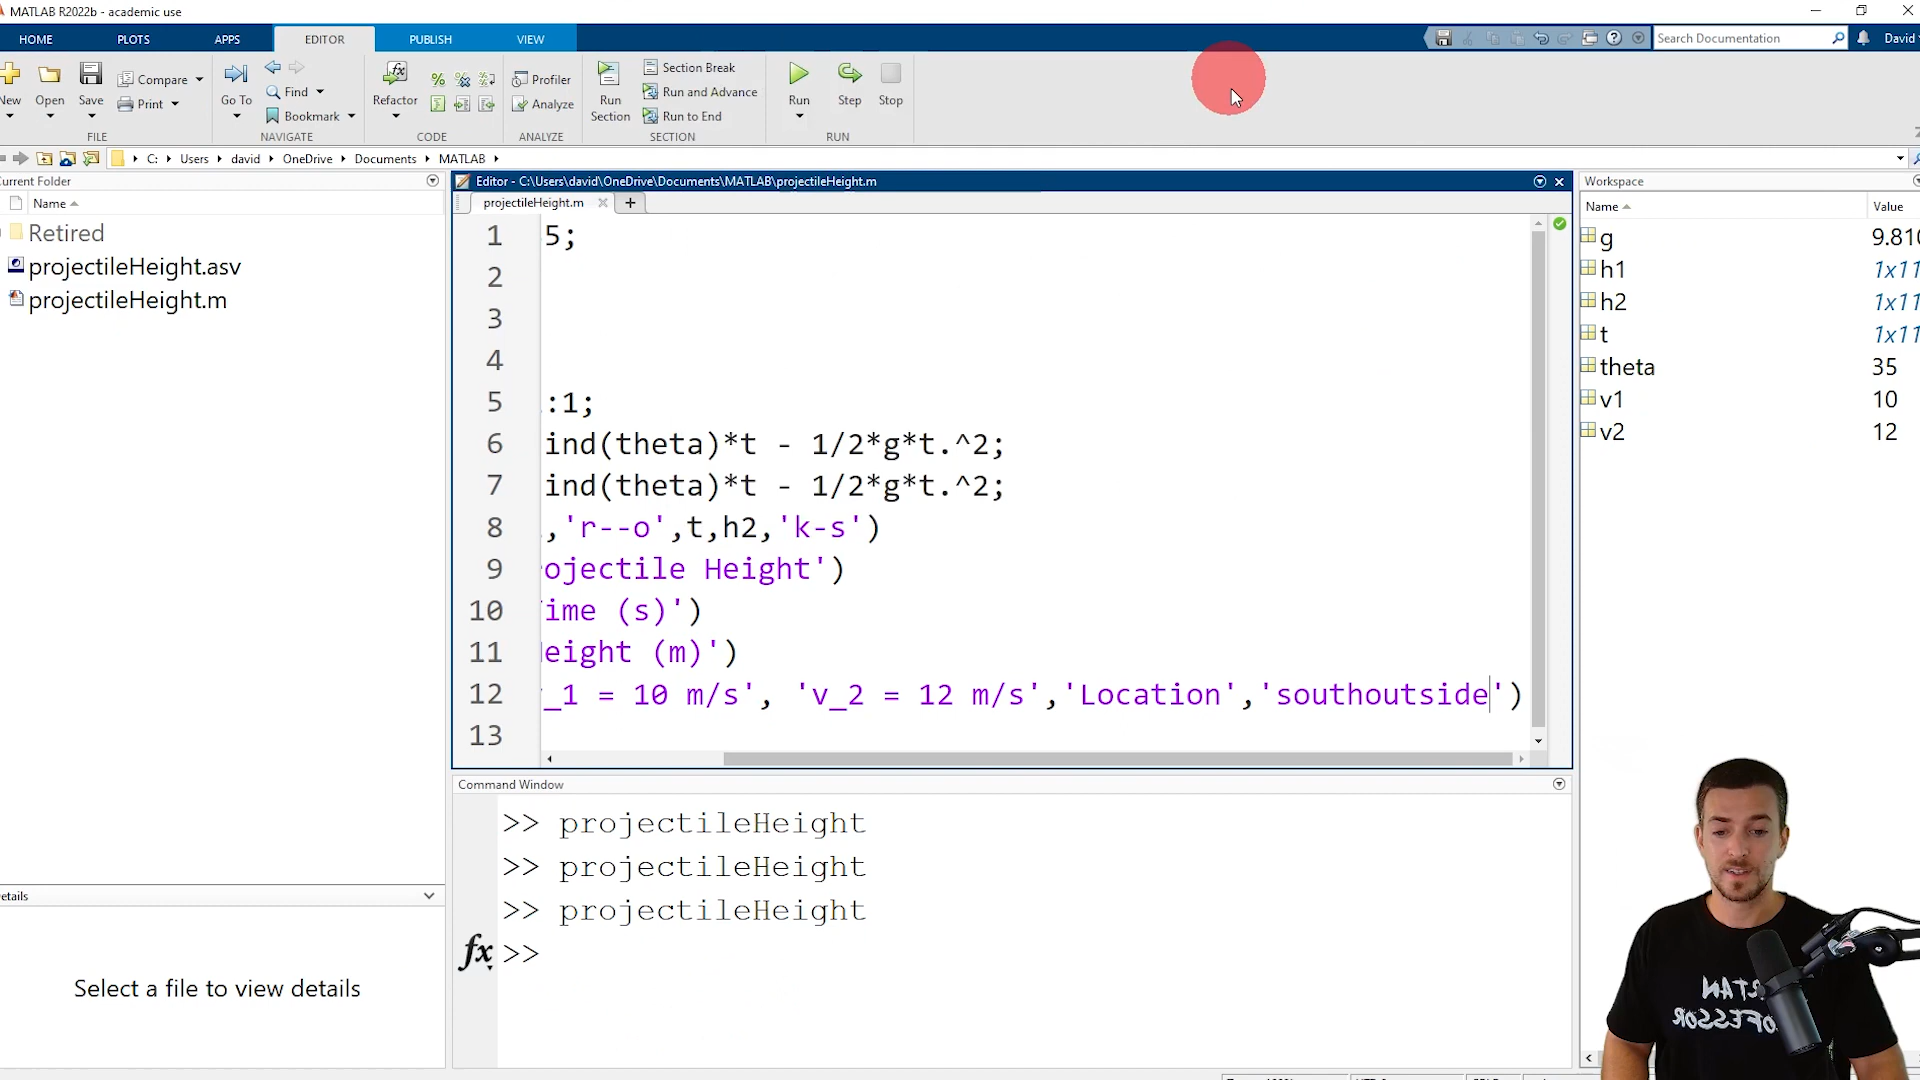 MATLAB R2022b - academic use
HOME PLOTS APPS EDITOR PUBLISH VIEW
Search Documentation
David
New Open Save
Compare
Print
FILE
Go To
Find
Bookmark
NAVIGATE
Refactor
CODE
Profiler
Analyze
ANALYZE
Run Section
Section Break
Run and Advance
Run to End
SECTION
Run Step Stop
RUN
C: Users david OneDrive Documents MATLAB
urrent Folder
Name
Retired
projectileHeight.asv
projectileHeight.m
etails
Select a file to view details
Editor - C:\Users\david\OneDrive\Documents\MATLAB\projectileHeight.m
projectileHeight.m
1 5;
2
3
4
5 :1;
6 ind(theta)*t - 1/2*g*t.^2;
7 ind(theta)*t - 1/2*g*t.^2;
8 ,'r--o',t,h2,'k-s')
9 ojectile Height')
10 ime (s)')
11 eight (m)')
12 _1 = 10 m/s', 'v_2 = 12 m/s','Location','southoutside')
13
Command Window
>> projectileHeight
>> projectileHeight
>> projectileHeight
fx >>
Workspace
Name Value
g 9.810
h1 1x11
h2 1x11
t 1x11
theta 35
v1 10
v2 12